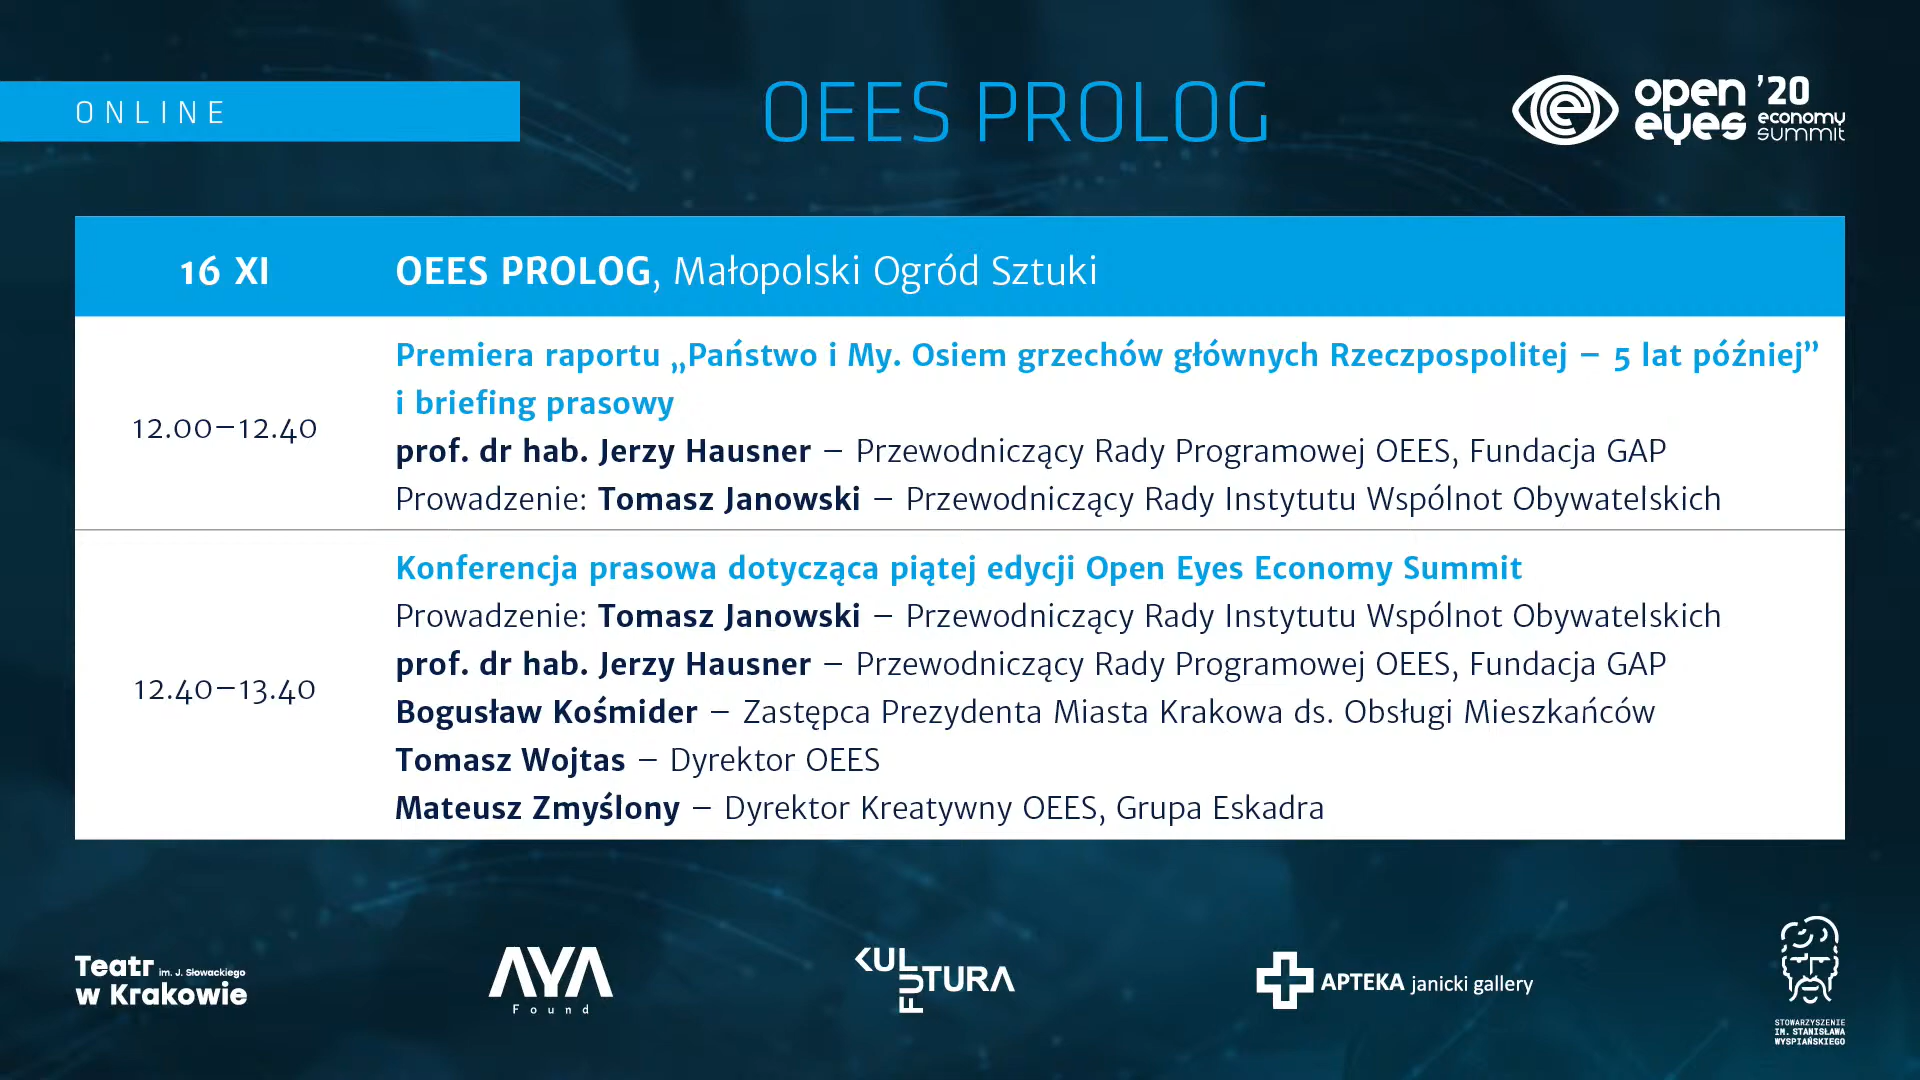 ONLINE
OEES PROLOG
open '20
eyes economy
summit
16 XI
OEES PROLOG, Małopolski Ogród Sztuki
12.00–12.40
Premiera raportu „Państwo i My. Osiem grzechów głównych Rzeczpospolitej – 5 lat później”
i briefing prasowy
prof. dr hab. Jerzy Hausner – Przewodniczący Rady Programowej OEES, Fundacja GAP
Prowadzenie: Tomasz Janowski – Przewodniczący Rady Instytutu Wspólnot Obywatelskich
12.40–13.40
Konferencja prasowa dotycząca piątej edycji Open Eyes Economy Summit
Prowadzenie: Tomasz Janowski – Przewodniczący Rady Instytutu Wspólnot Obywatelskich
prof. dr hab. Jerzy Hausner – Przewodniczący Rady Programowej OEES, Fundacja GAP
Bogusław Kośmider – Zastępca Prezydenta Miasta Krakowa ds. Obsługi Mieszkańców
Tomasz Wojtas – Dyrektor OEES
Mateusz Zmyślony – Dyrektor Kreatywny OEES, Grupa Eskadra
Teatr im. J. Słowackiego
w Krakowie
AYA
Found
KULTURA
FUL
APTEKA janicki gallery
STOWARZYSZENIE
IM. STANISŁAWA
WYSPIAŃSKIEGO